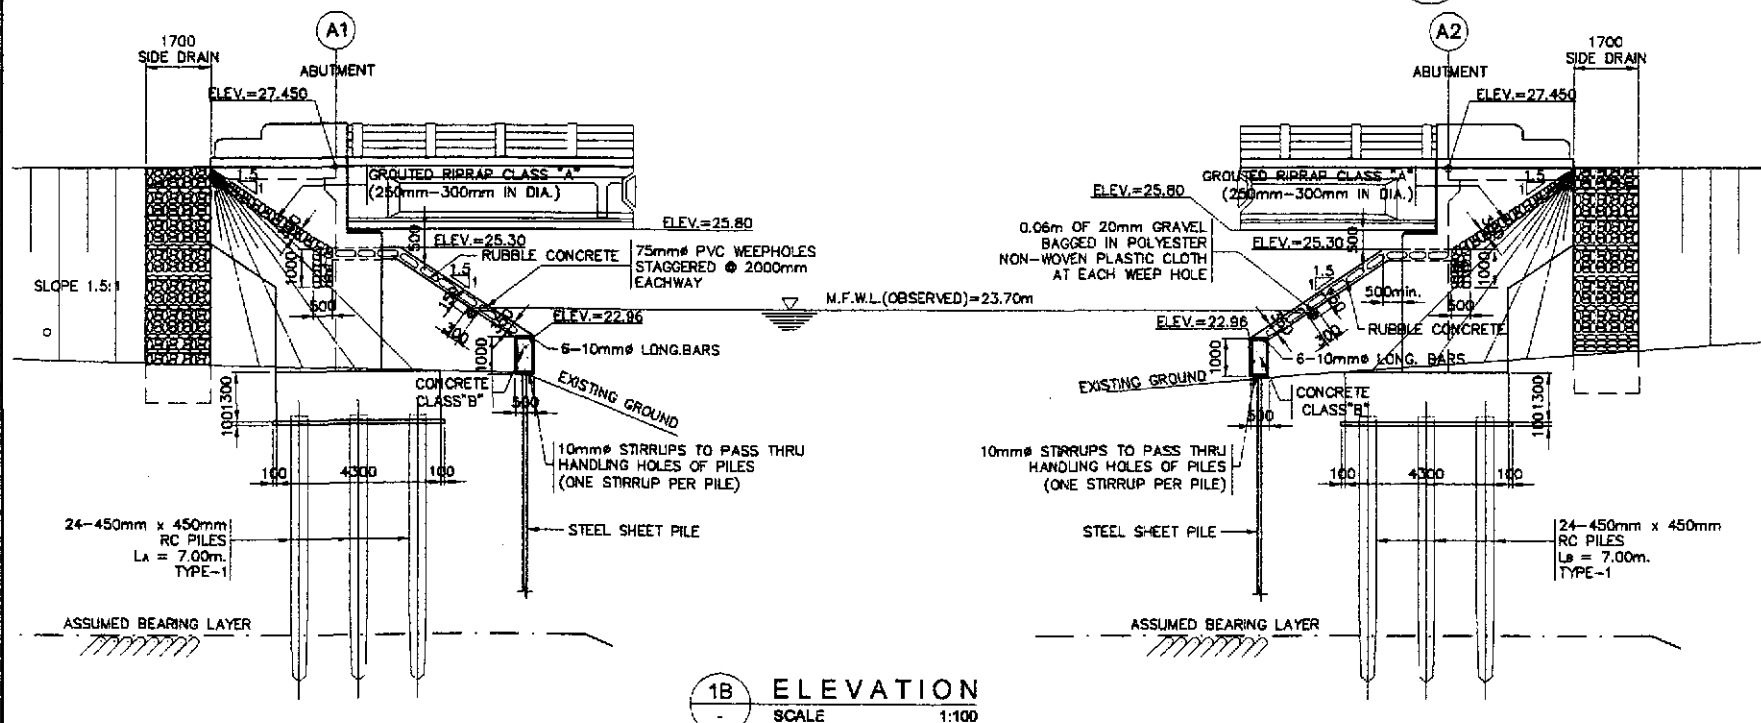 A1
1700
SIDE DRAIN
ABUTMENT
ELEV.=27.450
GROUTED RIPRAP CLASS "A"
(250mm-300mm IN DIA.)
1.5
1
ELEV.=25.80
500
ELEV.=25.30
RUBBLE CONCRETE
75mmø PVC WEEPHOLES
STAGGERED @ 2000mm
EACHWAY
1.5
1
SLOPE 1.5:1
1000
500
300
ELEV.=22.96
1000
6-10mmø LONG.BARS
CONCRETE
CLASS"B"
500
EXISTING GROUND
1300
100
100
4300
100
10mmø STIRRUPS TO PASS THRU
HANDLING HOLES OF PILES
(ONE STIRRUP PER PILE)
24-450mm x 450mm
RC PILES
LA = 7.00m.
TYPE-1
STEEL SHEET PILE
ASSUMED BEARING LAYER
M.F.W.L.(OBSERVED)=23.70m
A2
1700
SIDE DRAIN
ABUTMENT
ELEV.=27.450
GROUTED RIPRAP CLASS "A"
(250mm-300mm IN DIA.)
1.5
1
ELEV.=25.80
0.06m OF 20mm GRAVEL
BAGGED IN POLYESTER
NON-WOVEN PLASTIC CLOTH
AT EACH WEEP HOLE
ELEV.=25.30
500
1.5
1
500min.
1000
500
300
RUBBLE CONCRETE
ELEV.=22.96
1000
6-10mmø LONG. BARS
EXISTING GROUND
CONCRETE
CLASS"B"
500
1300
100
100
4300
100
10mmø STIRRUPS TO PASS THRU
HANDLING HOLES OF PILES
(ONE STIRRUP PER PILE)
STEEL SHEET PILE
24-450mm x 450mm
RC PILES
LB = 7.00m.
TYPE-1
ASSUMED BEARING LAYER
1B
-
ELEVATION
SCALE 1:100